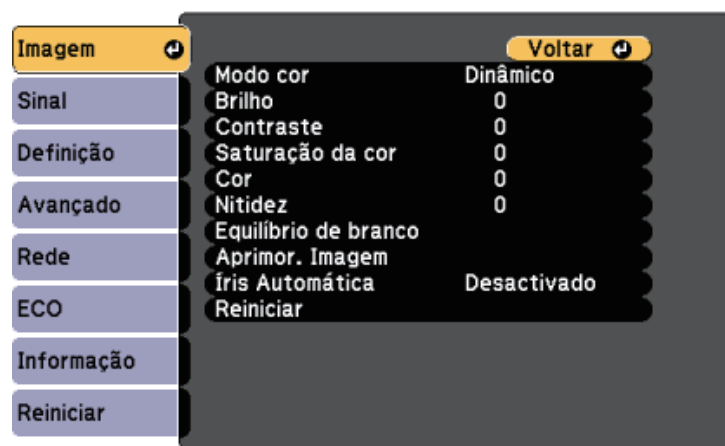 Imagem
Sinal
Definição
Avançado
Rede
ECO
Informação
Reiniciar
Voltar
Modo cor Dinâmico
Brilho 0
Contraste 0
Saturação da cor 0
Cor 0
Nitidez 0
Equilíbrio de branco
Aprimor. Imagem
Íris Automática Desactivado
Reiniciar